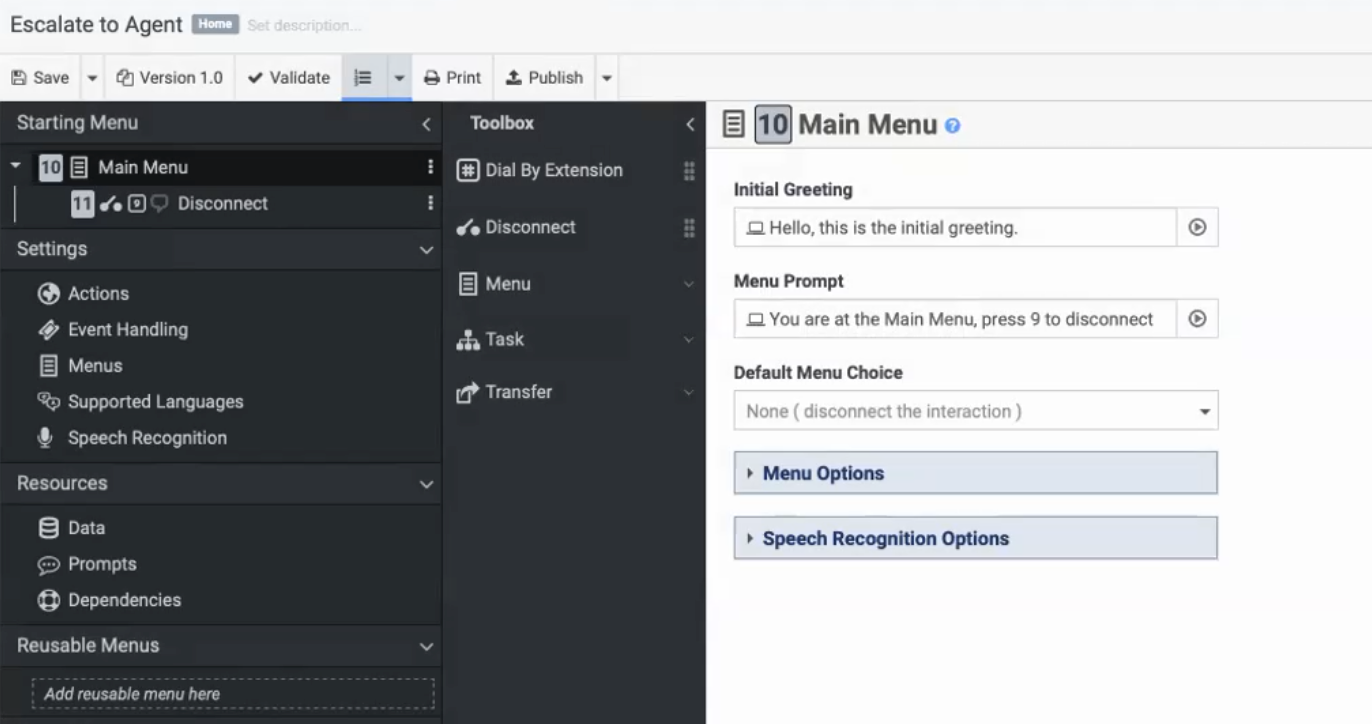 Escalate to Agent Home Set description...
Save Version 1.0 Validate Print Publish
Starting Menu
10 Main Menu
11 9 Disconnect
Settings
Actions
Event Handling
Menus
Supported Languages
Speech Recognition
Resources
Data
Prompts
Dependencies
Reusable Menus
Add reusable menu here
Toolbox
# Dial By Extension
Disconnect
Menu
Task
Transfer
10 Main Menu ?
Initial Greeting
Hello, this is the initial greeting.
Menu Prompt
You are at the Main Menu, press 9 to disconnect
Default Menu Choice
None ( disconnect the interaction )
Menu Options
Speech Recognition Options